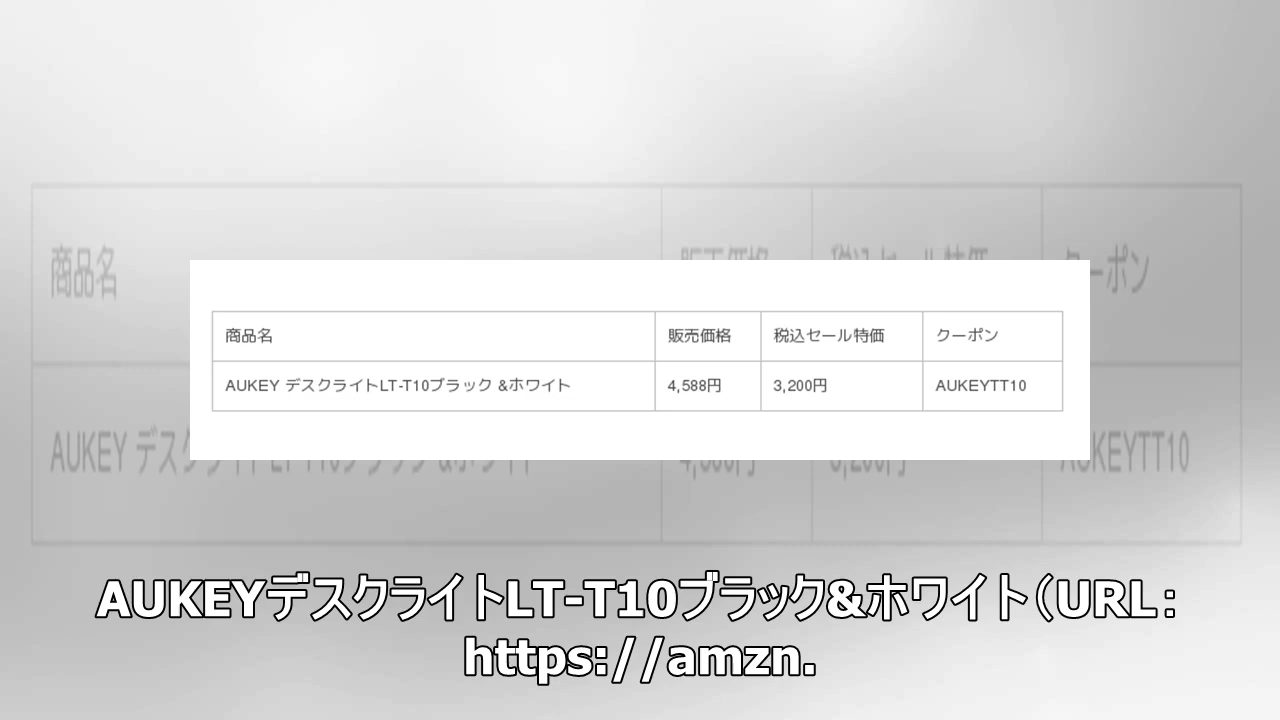 商品名 販売価格 税込セール特価 クーポン
AUKEY デスクライトLT-T10ブラック &ホワイト 4,588円 3,200円 AUKEYTT10
AUKEYデスクライトLT-T10ブラック&ホワイト（URL：
https://amzn.